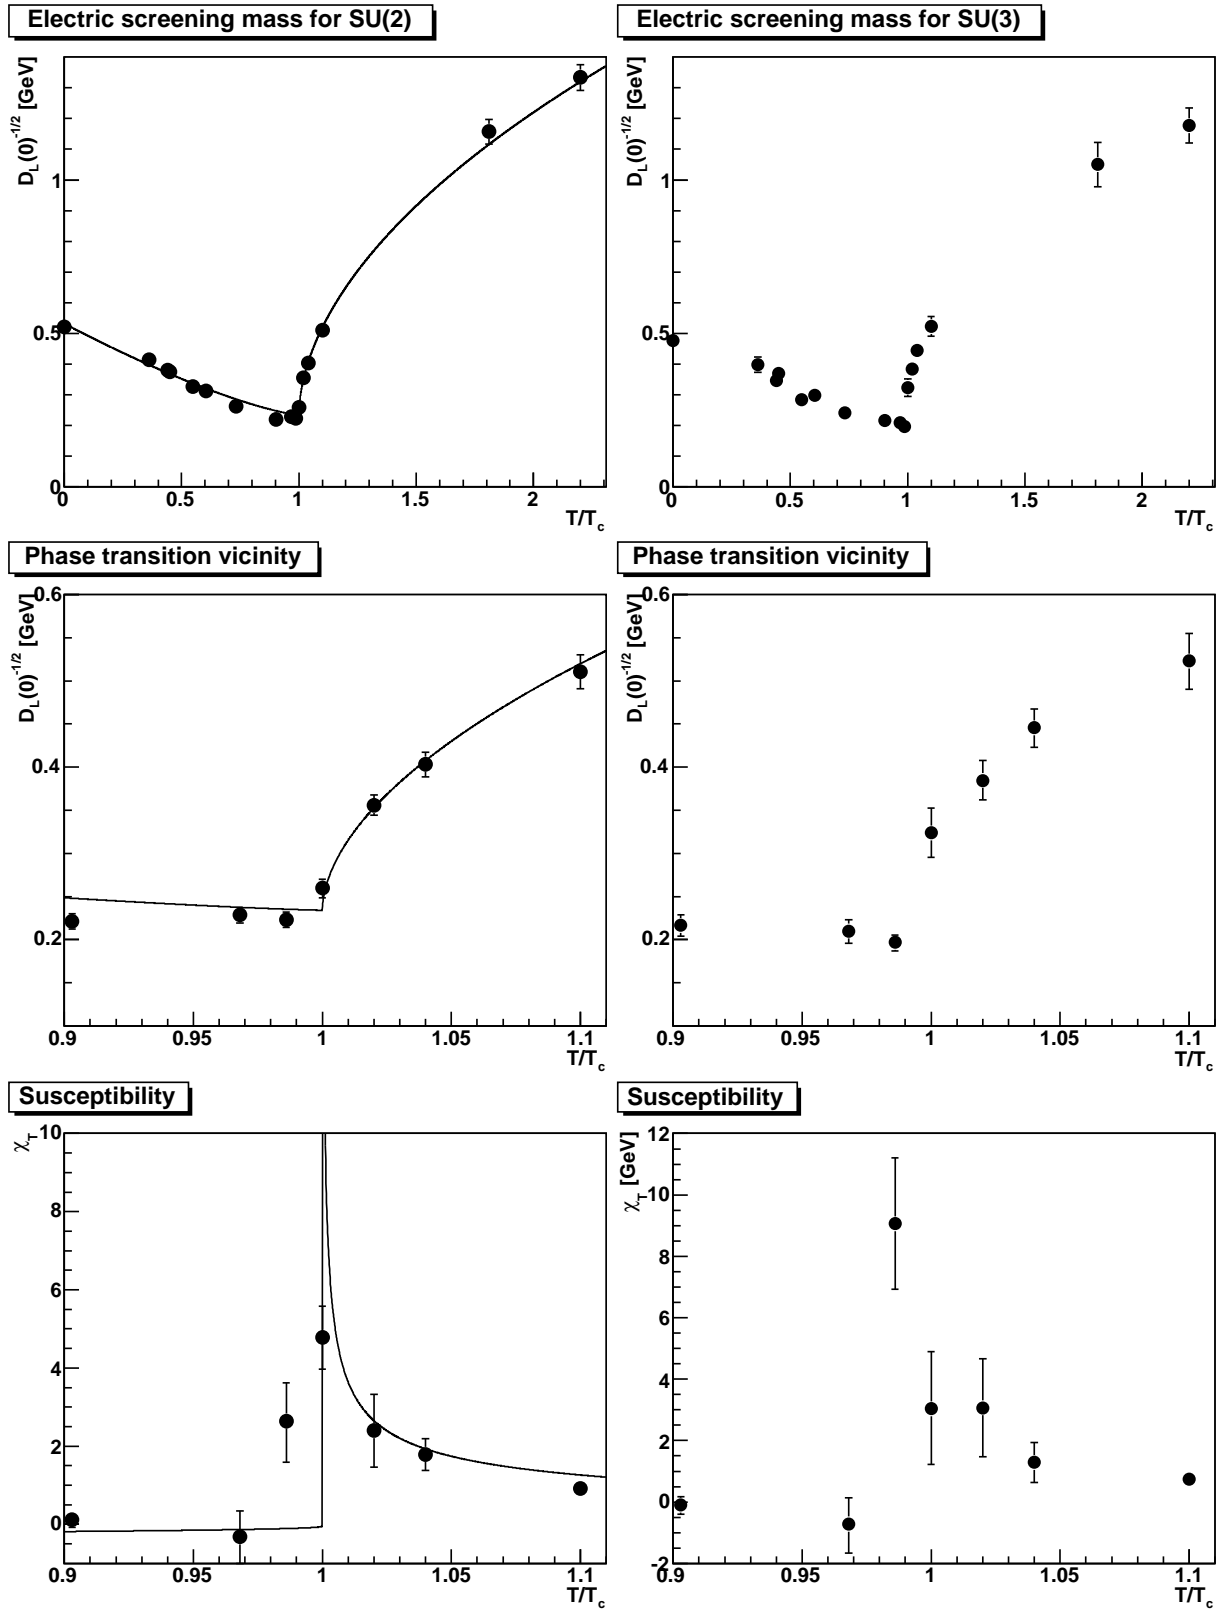 Electric screening mass for SU(2)
D_L(0)^-1/2 [GeV]
1
0.5
0
0 0.5 1 1.5 2
T/T_c
Electric screening mass for SU(3)
D_L(0)^-1/2 [GeV]
1
0.5
0
0 0.5 1 1.5 2
T/T_c
Phase transition vicinity
D_L(0)^-1/2 [GeV]
0.6
0.4
0.2
0.9 0.95 1 1.05 1.1
T/T_c
Phase transition vicinity
D_L(0)^-1/2 [GeV]
0.6
0.4
0.2
0.9 0.95 1 1.05 1.1
T/T_c
Susceptibility
χ_T
10
8
6
4
2
0
0.9 0.95 1 1.05 1.1
T/T_c
Susceptibility
χ_T [GeV]
12
10
8
6
4
2
0
-2
0.9 0.95 1 1.05 1.1
T/T_c